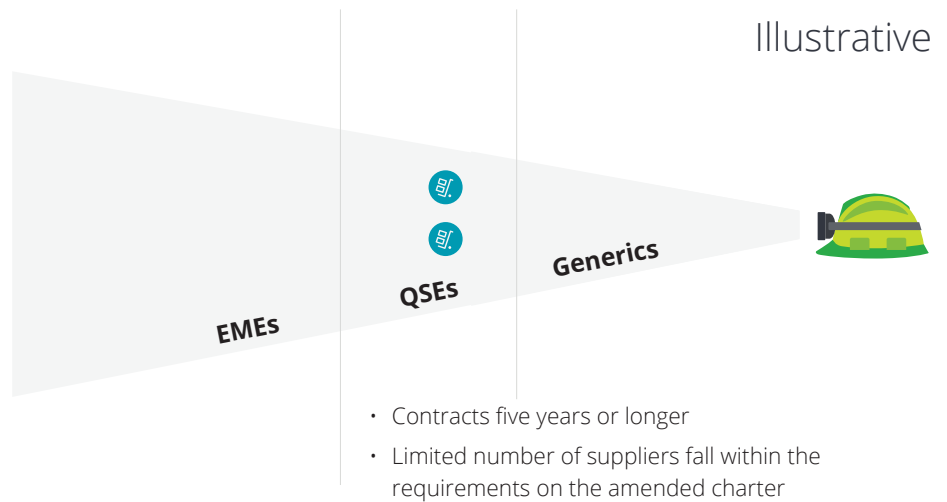 Illustrative
Generics
QSEs
EMEs
• Contracts five years or longer
• Limited number of suppliers fall within the
requirements on the amended charter